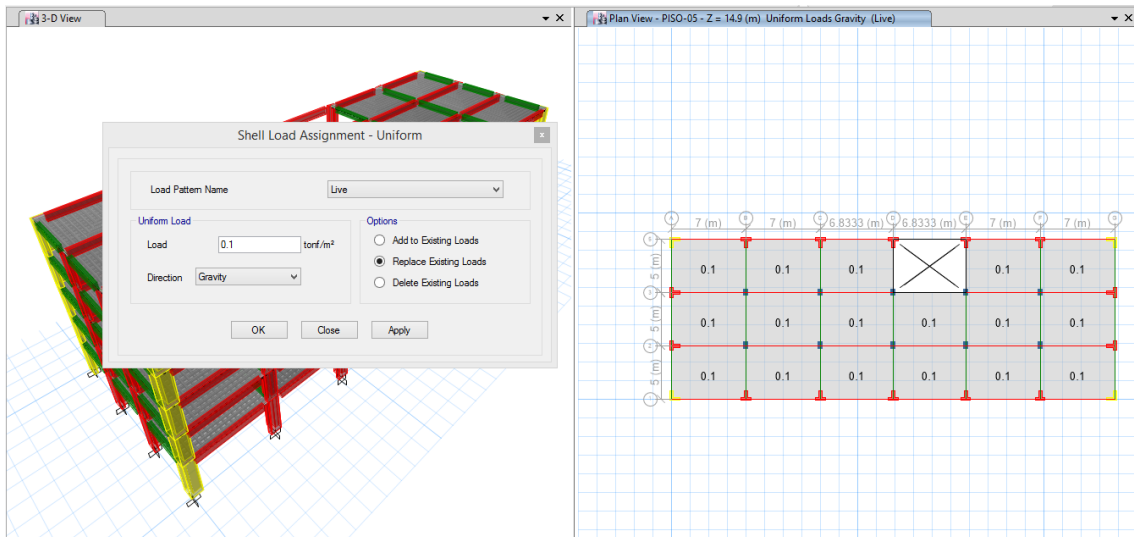 3-D View
Plan View - PISO-05 - Z = 14.9 (m) Uniform Loads Gravity (Live)
Shell Load Assignment - Uniform
Load Pattern Name
Live
Uniform Load
Load
0.1
tonf/m²
Direction
Gravity
Options
Add to Existing Loads
Replace Existing Loads
Delete Existing Loads
OK Close Apply
A B C D E F G
7 (m) 7 (m) 6.8333 (m) 6.8333 (m) 7 (m) 7 (m)
5 (m)
0.1 0.1 0.1 0.1 0.1
5 (m)
0.1 0.1 0.1 0.1 0.1 0.1
5 (m)
0.1 0.1 0.1 0.1 0.1 0.1